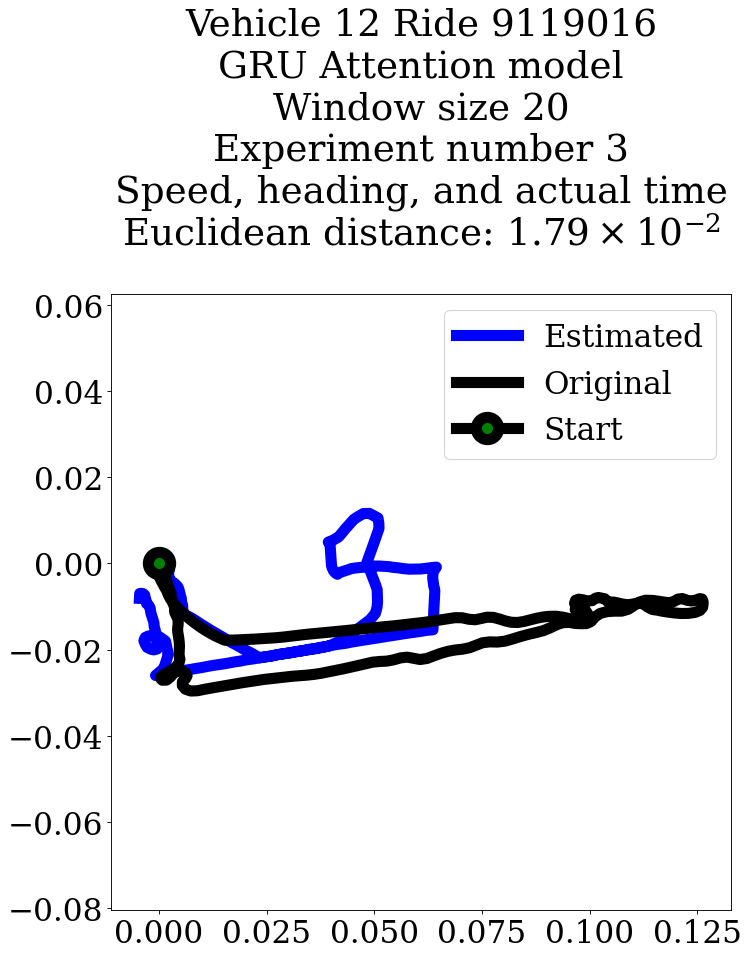 Vehicle 12 Ride 9119016
GRU Attention model
Window size 20
Experiment number 3
Speed, heading, and actual time
Euclidean distance: 1.79 × 10⁻²
Estimated
Original
Start
0.06
0.04
0.02
0.00
−0.02
−0.04
−0.06
−0.08
0.000 0.025 0.050 0.075 0.100 0.125